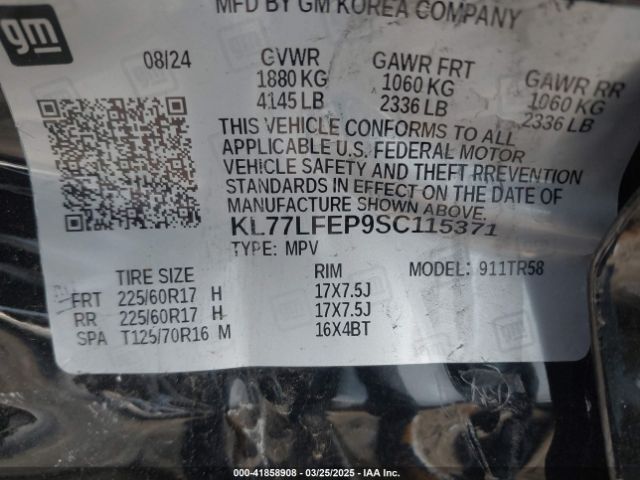 MFD BY GM KOREA COMPANY
gm
08/24
GVWR GAWR FRT GAWR RR
1880 KG 1060 KG 1060 KG
4145 LB 2336 LB 2336 LB
THIS VEHICLE CONFORMS TO ALL
APPLICABLE U.S. FEDERAL MOTOR
VEHICLE SAFETY AND THEFT RREVENTION
STANDARDS IN EFFECT ON THE DATE OF
MANUFACTURE SHOWN ABOVE.
KL77LFEP9SC115371
TYPE: MPV
TIRE SIZE RIM MODEL: 911TR58
FRT 225/60R17 H 17X7.5J
RR 225/60R17 H 17X7.5J
SPA T125/70R16 M 16X4BT
000-41858908 - 03/25/2025 - IAA Inc.